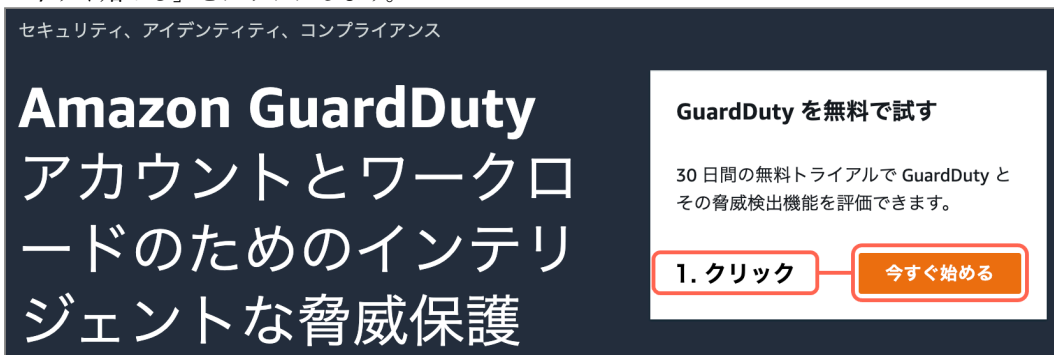 セキュリティ、アイデンティティ、コンプライアンス
Amazon GuardDuty
アカウントとワークロ
ードのためのインテリ
ジェントな脅威保護
GuardDuty を無料で試す
30 日間の無料トライアルで GuardDuty と
その脅威検出機能を評価できます。
1. クリック
今すぐ始める